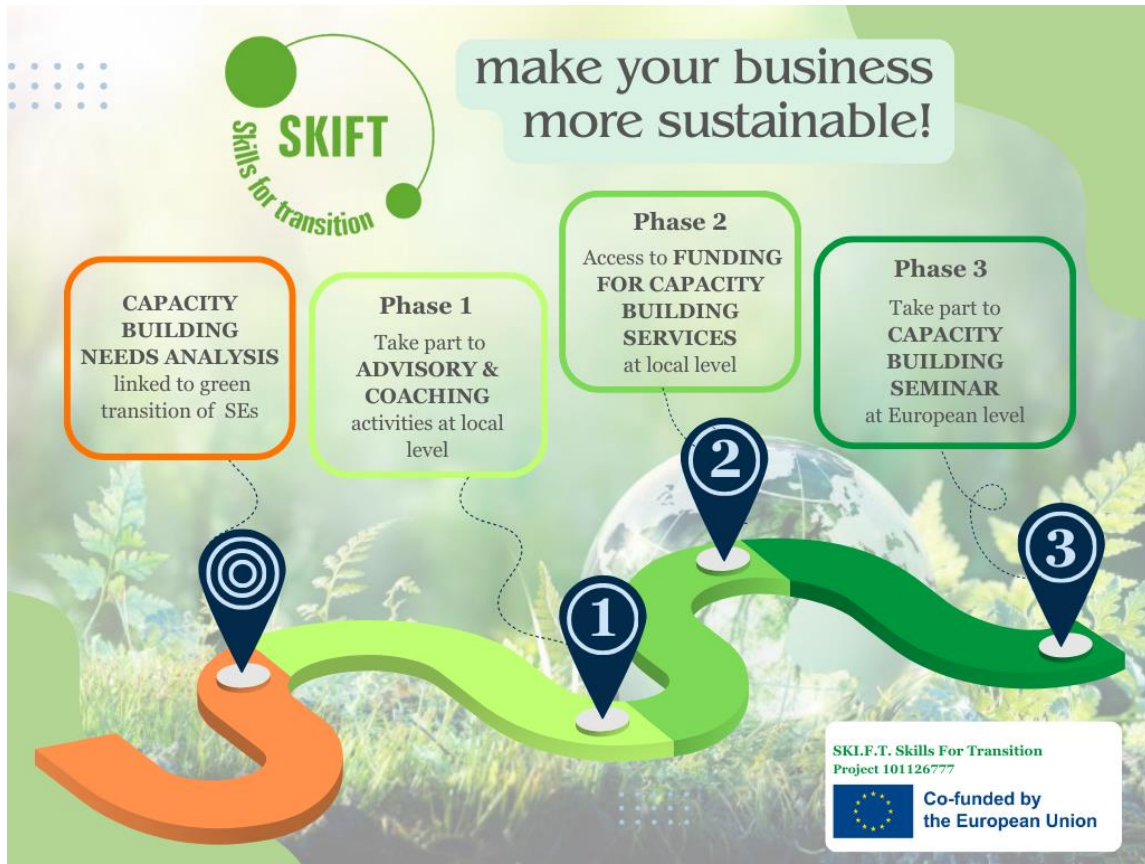 SKIFT
Skills for transition
make your business
more sustainable!
CAPACITY
BUILDING
NEEDS ANALYSIS
linked to green
transition of SEs
Phase 1
Take part to
ADVISORY &
COACHING
activities at local
level
Phase 2
Access to FUNDING
FOR CAPACITY
BUILDING
SERVICES
at local level
Phase 3
Take part to
CAPACITY
BUILDING
SEMINAR
at European level
1
2
3
SKI.F.T. Skills For Transition
Project 101126777
Co-funded by
the European Union